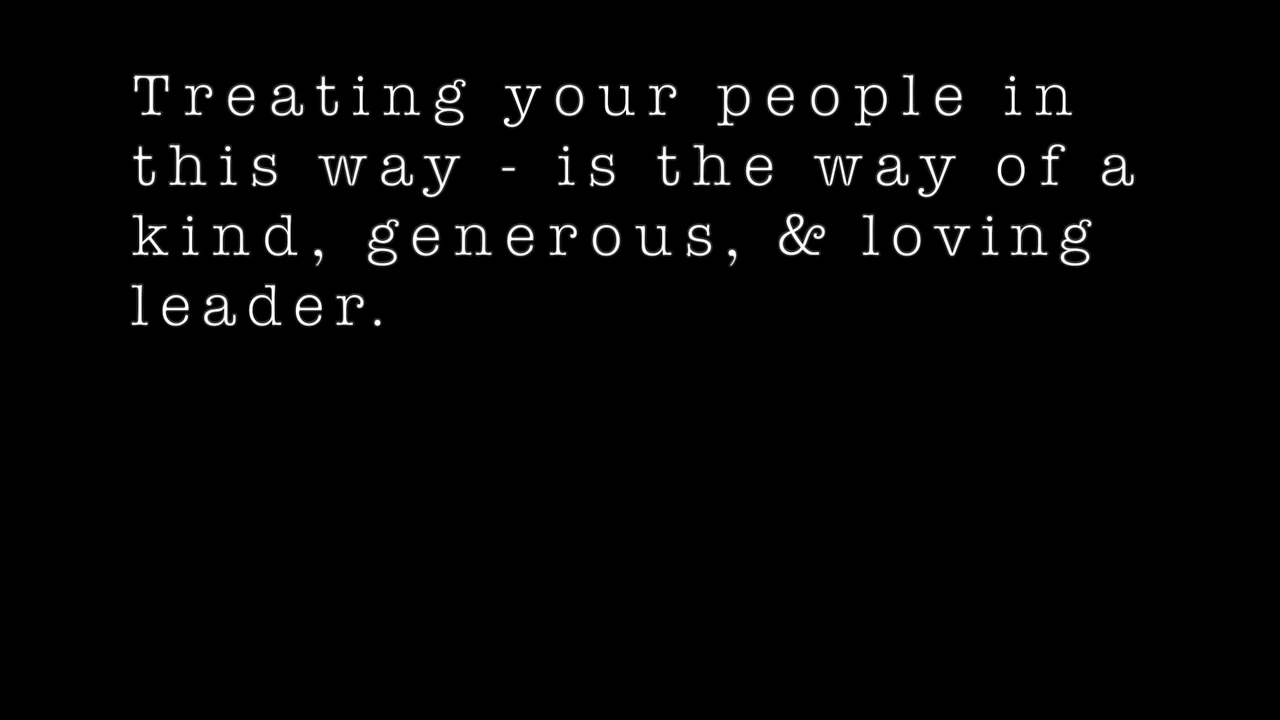 Treating your people in
this way - is the way of a
kind, generous, & loving
leader.